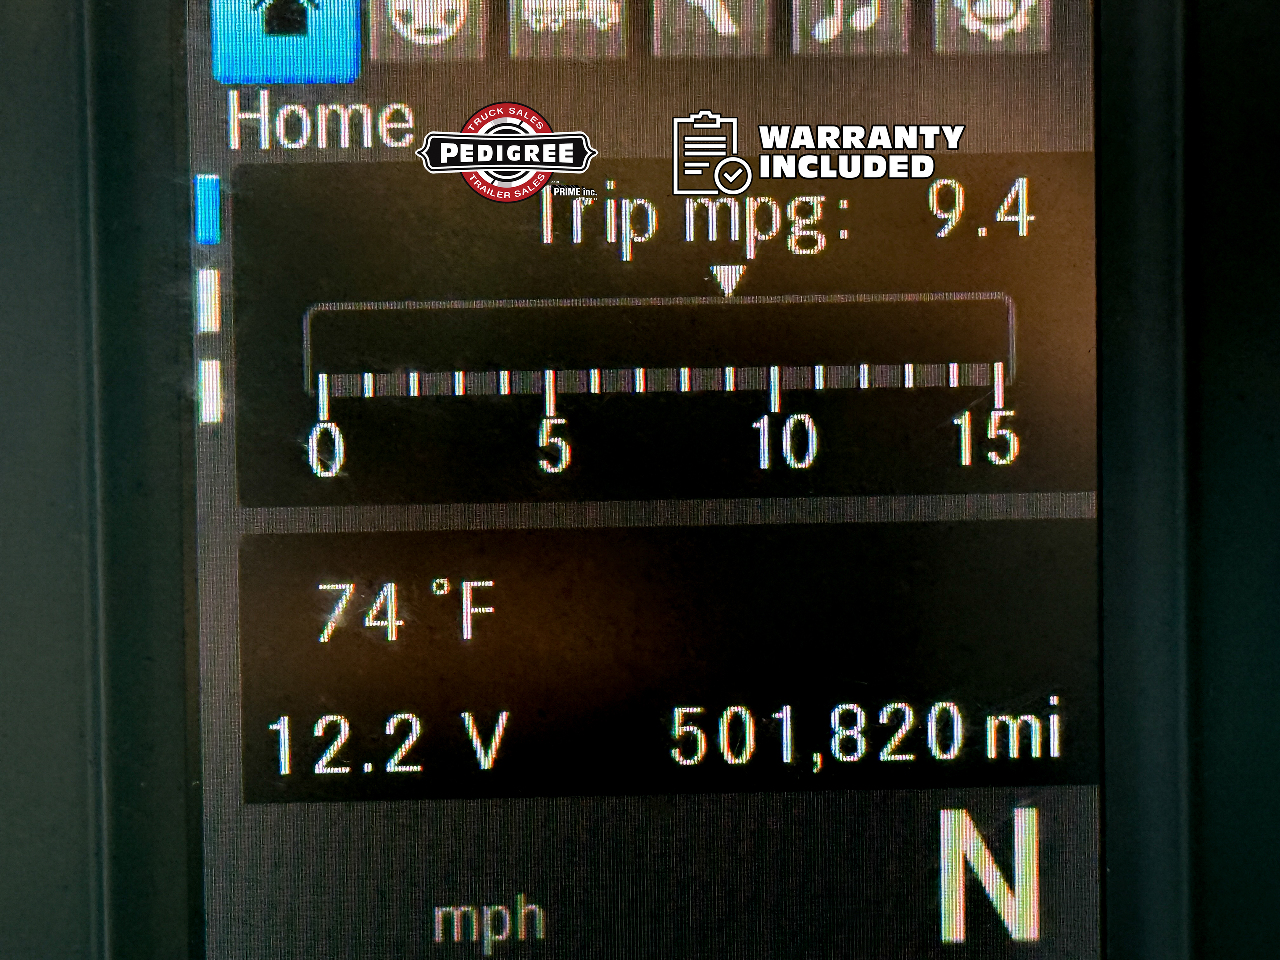 Home
TRUCK SALES
PEDIGREE
TRAILER SALES
PRIME inc.
WARRANTY
INCLUDED
Trip mpg: 9.4
0 5 10 15
74 °F
12.2 V 501,820 mi
N
mph